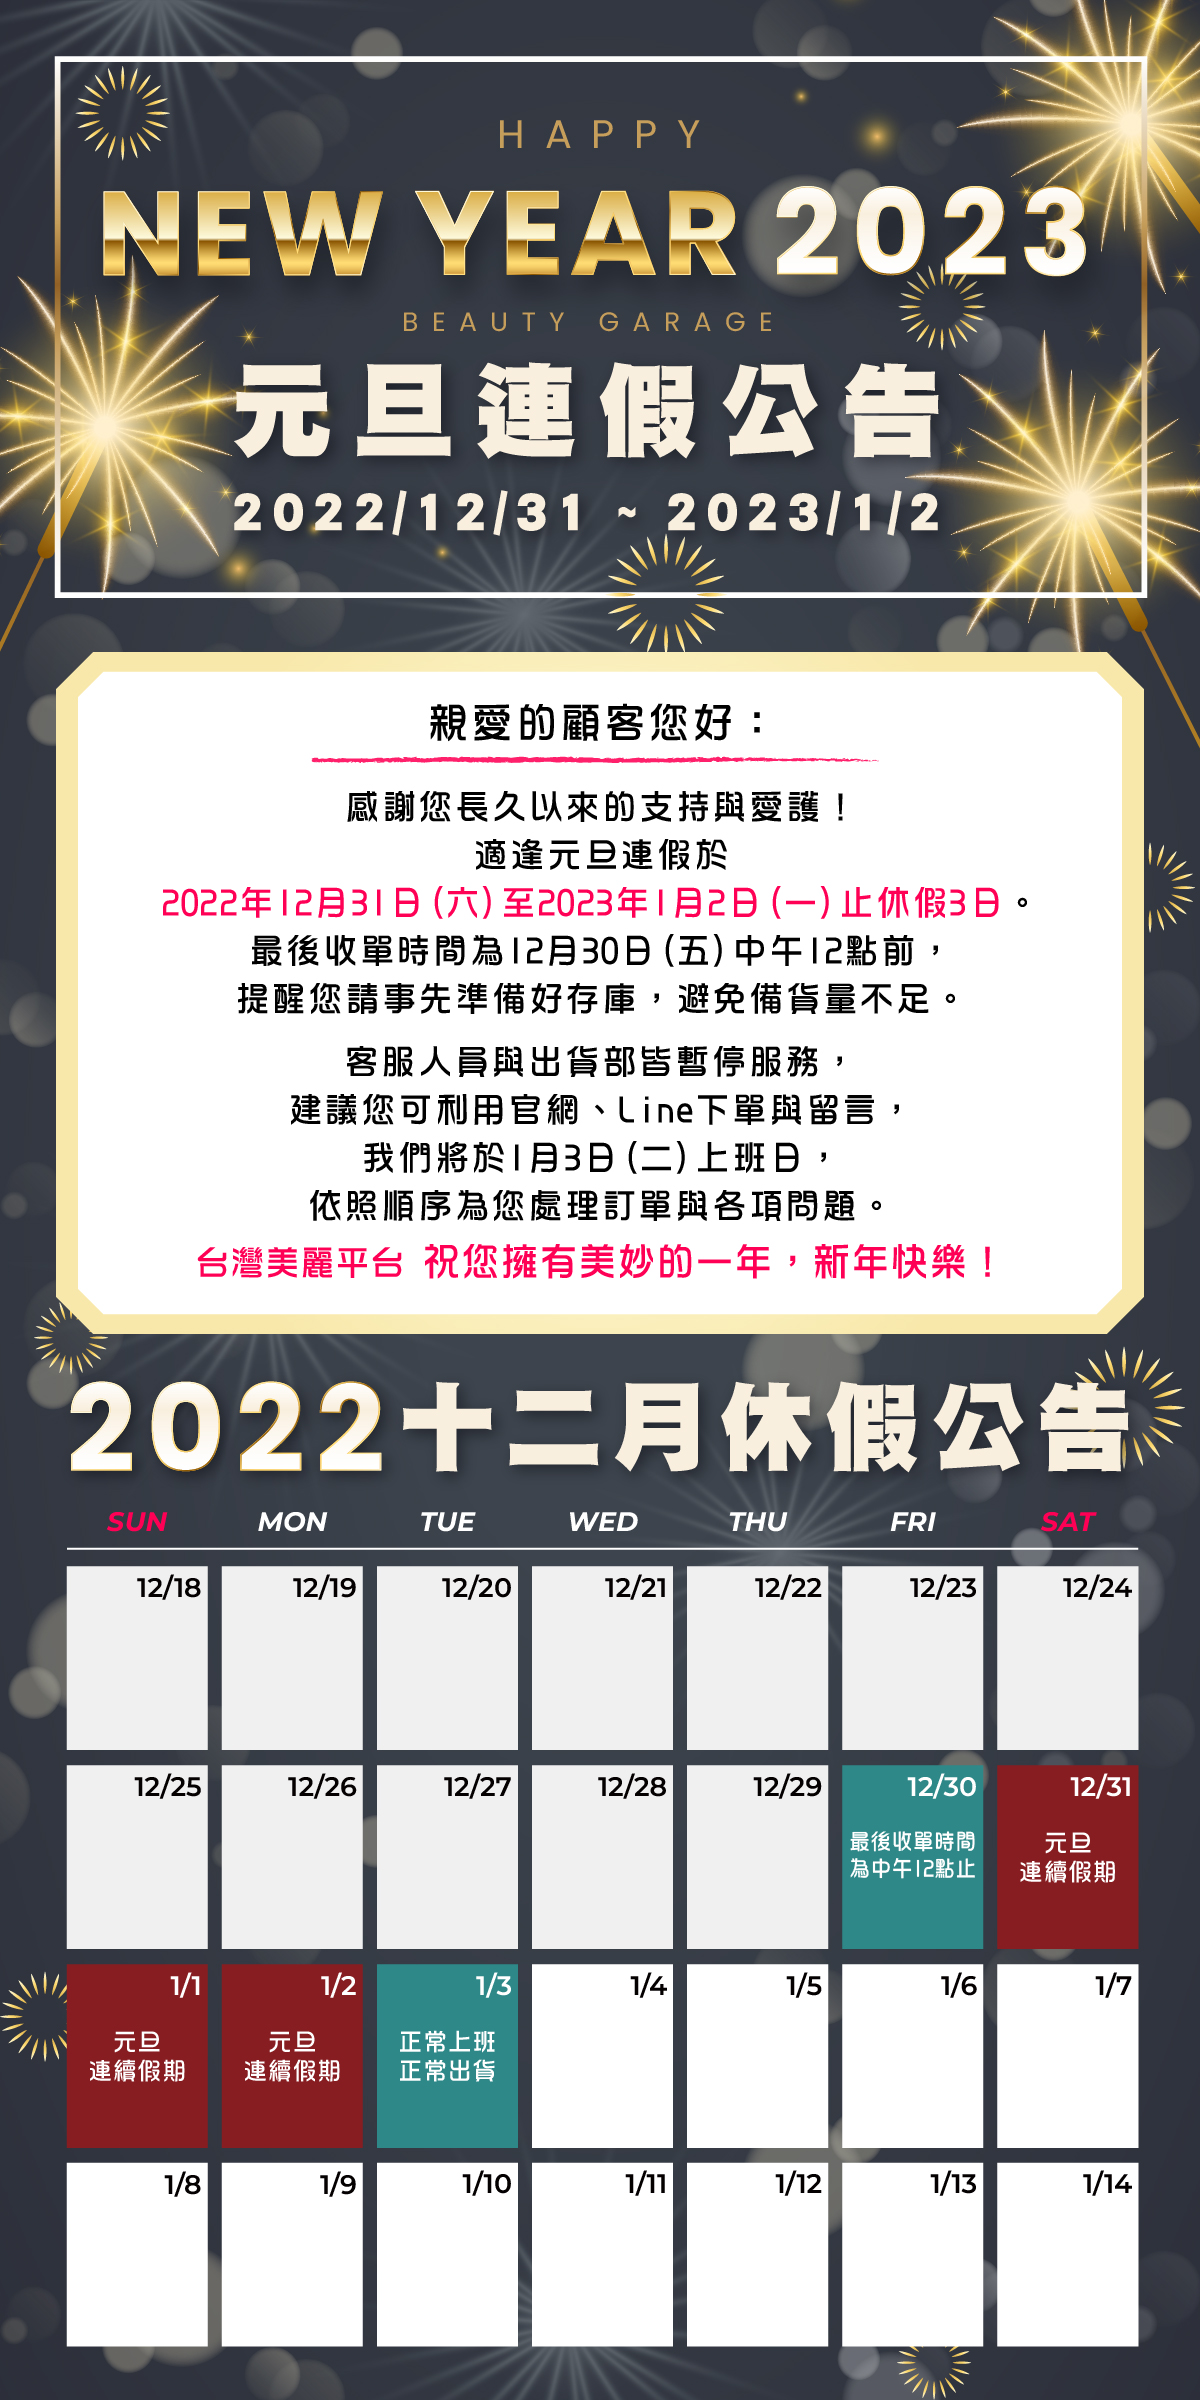 HAPPY
NEW YEAR 2023
BEAUTY GARAGE
元旦連假公告
2022/12/31 ~ 2023/1/2
親愛的顧客您好：
感謝您長久以來的支持與愛護！
適逢元旦連假於
2022年12月31日(六)至2023年1月2日(一)止休假3日。
最後收單時間為12月30日(五)中午12點前，
提醒您請事先準備好存庫，避免備貨量不足。
客服人員與出貨部皆暫停服務，
建議您可利用官網、Line下單與留言，
我們將於1月3日(二)上班日，
依照順序為您處理訂單與各項問題。
台灣美麗平台 祝您擁有美妙的一年，新年快樂！
2022十二月休假公告
SUN MON TUE WED THU FRI SAT
12/18 12/19 12/20 12/21 12/22 12/23 12/24
12/25 12/26 12/27 12/28 12/29 12/30 12/31
最後收單時間
為中午12點止
元旦
連續假期
1/1 1/2 1/3 1/4 1/5 1/6 1/7
元旦
連續假期
元旦
連續假期
正常上班
正常出貨
1/8 1/9 1/10 1/11 1/12 1/13 1/14